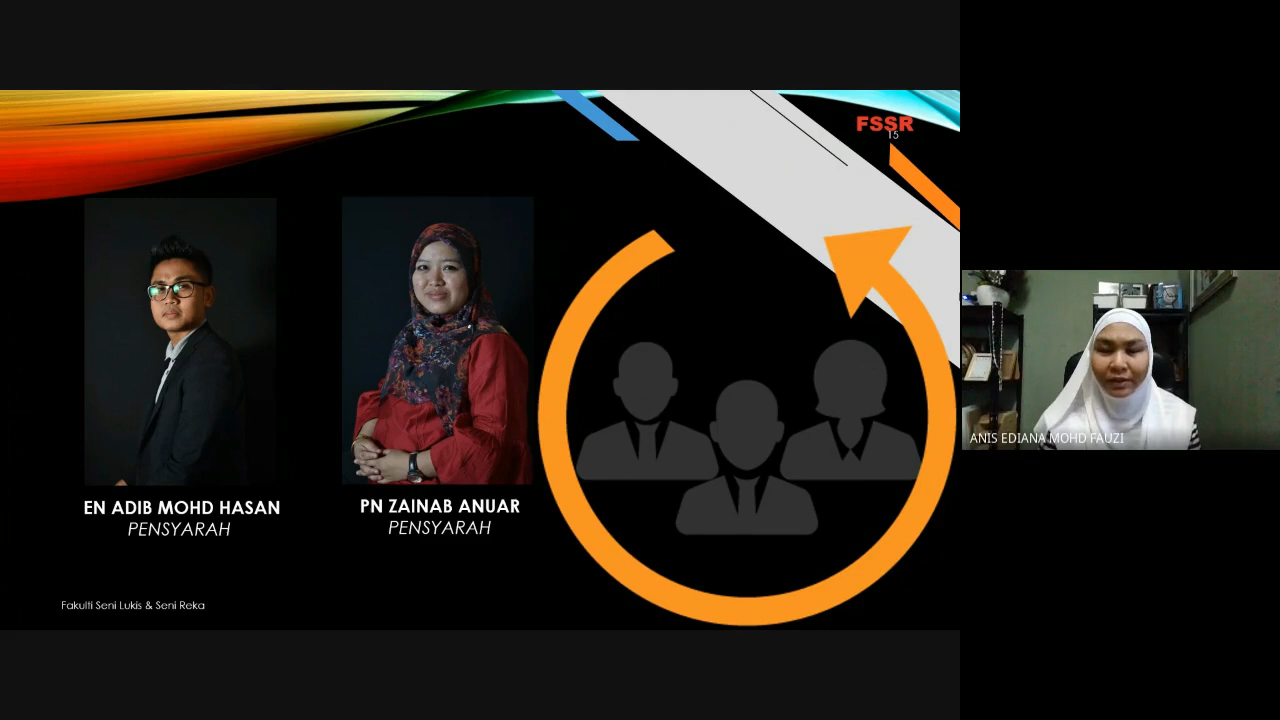 FSSR
15
EN ADIB MOHD HASAN
PENSYARAH
PN ZAINAB ANUAR
PENSYARAH
Fakulti Seni Lukis & Seni Reka
ANIS EDIANA MOHD FAUZI